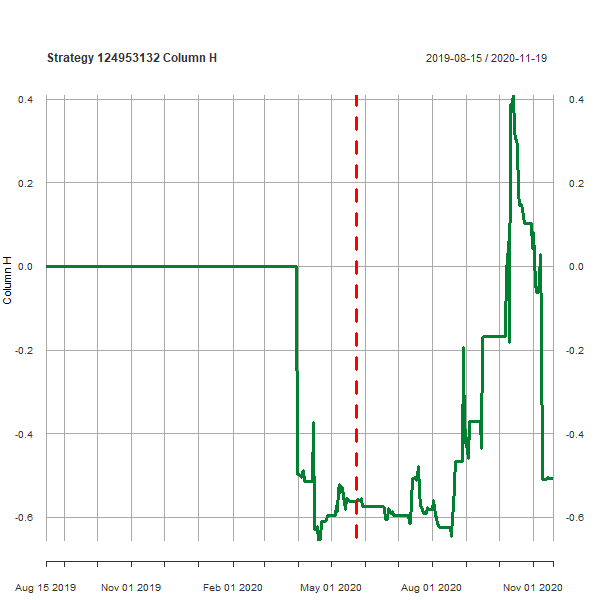 Strategy 124953132 Column H
2019-08-15 / 2020-11-19
0.4
0.4
0.2
0.2
0.0
0.0
-0.2
-0.2
-0.4
-0.4
-0.6
-0.6
Column H
Aug 15 2019
Nov 01 2019
Feb 01 2020
May 01 2020
Aug 01 2020
Nov 01 2020